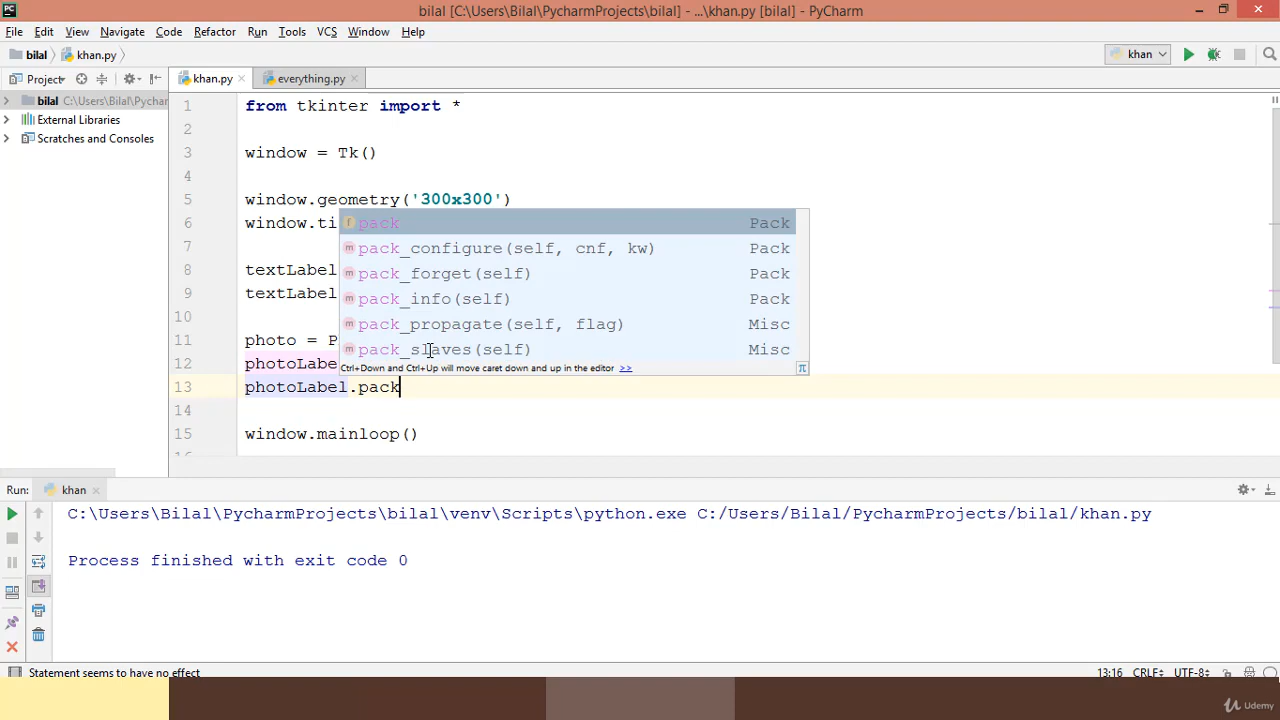 PC
bilal [C:\Users\Bilal\PycharmProjects\bilal] - ...\khan.py [bilal] - PyCharm
File Edit View Navigate Code Refactor Run Tools VCS Window Help
bilal khan.py khan
Project khan.py everything.py
bilal C:\Users\Bilal\Pychar
External Libraries
Scratches and Consoles
1 from tkinter import *
2
3 window = Tk()
4
5 window.geometry('300x300')
6 window.ti
7
8 textLabel
9 textLabel
10
11 photo = P
12 photoLabe
13 photoLabel.pack
14
15 window.mainloop()
16
f pack Pack
m pack_configure(self, cnf, kw) Pack
m pack_forget(self) Pack
m pack_info(self) Pack
m pack_propagate(self, flag) Misc
m pack_slaves(self) Misc
Ctrl+Down and Ctrl+Up will move caret down and up in the editor >> π
Run: khan
C:\Users\Bilal\PycharmProjects\bilal\venv\Scripts\python.exe C:/Users/Bilal/PycharmProjects/bilal/khan.py
Process finished with exit code 0
Statement seems to have no effect 13:16 CRLF÷ UTF-8÷
Udemy